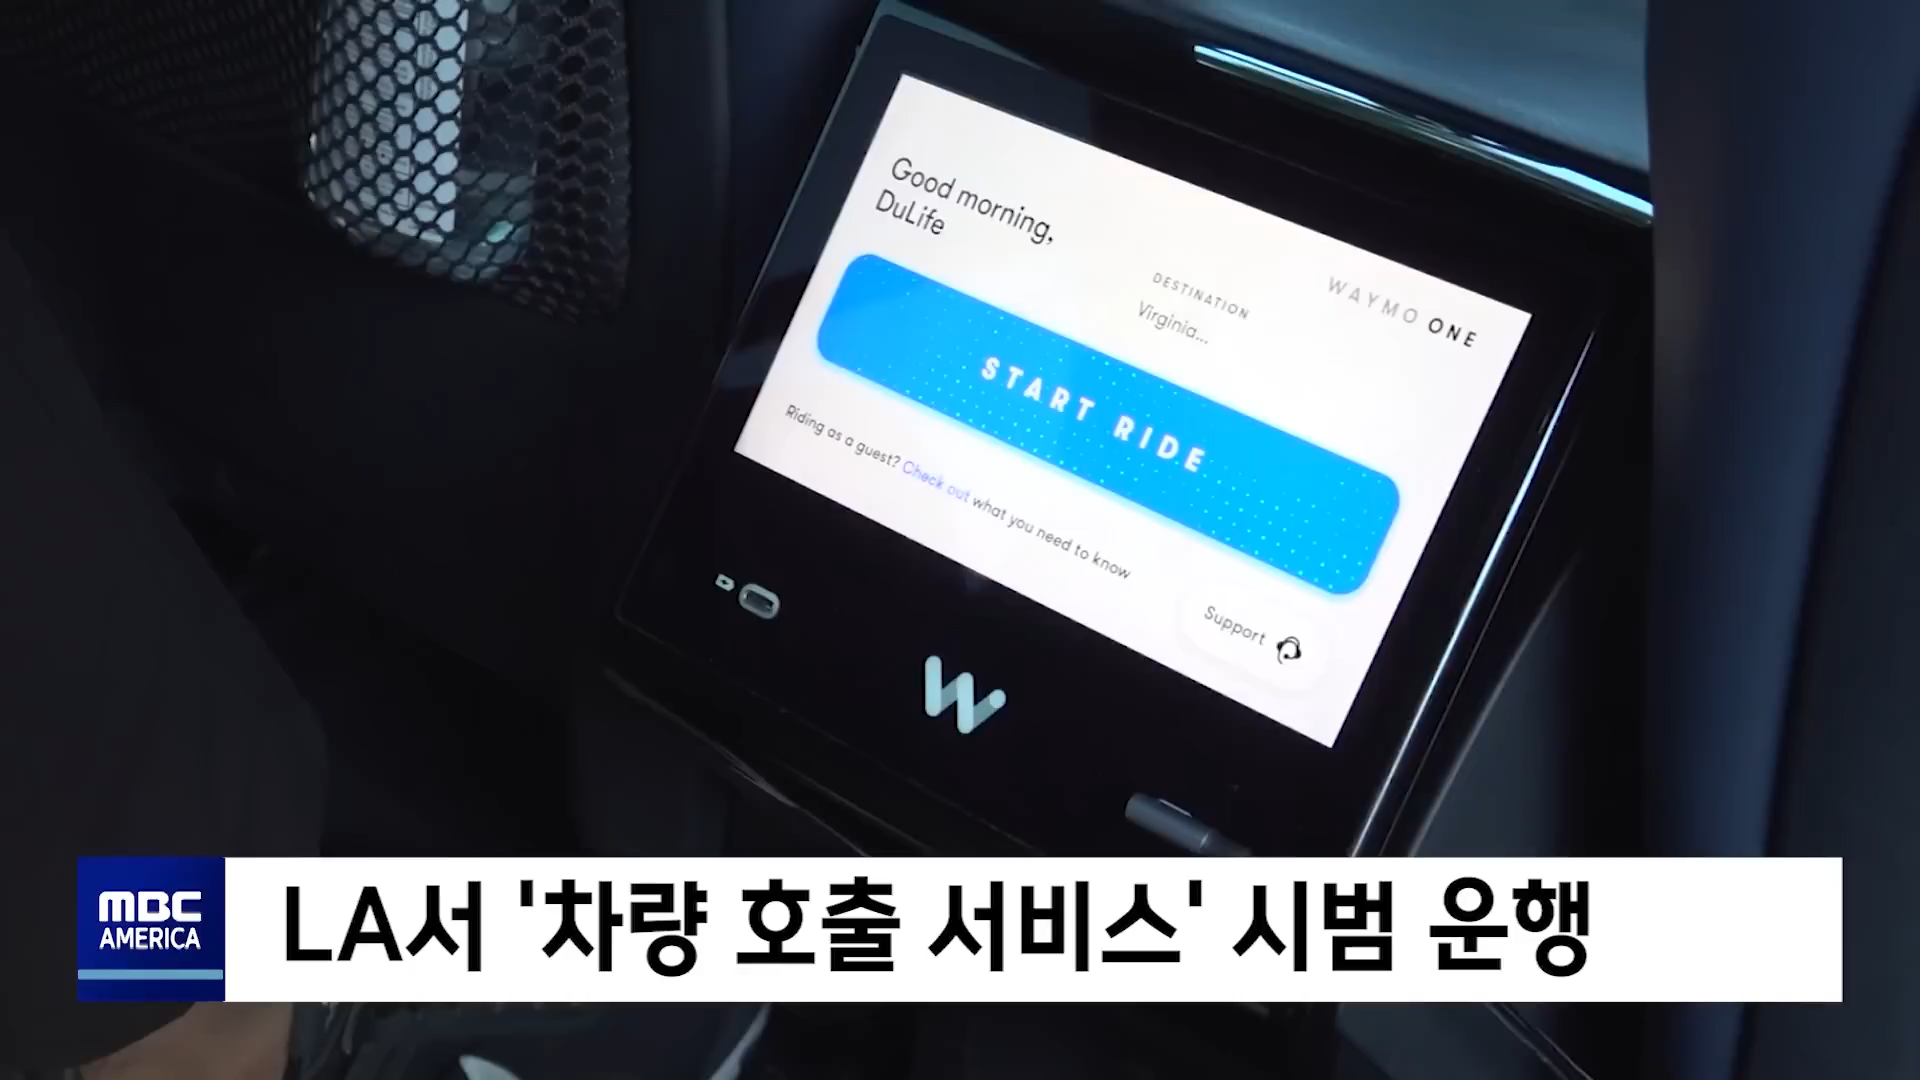 Good morning,
DuLife
DESTINATION
Virginia...
WAYMO ONE
START RIDE
Riding as a guest? Check out what you need to know
Support
W
MBC
AMERICA
LA서 '차량 호출 서비스' 시범 운행